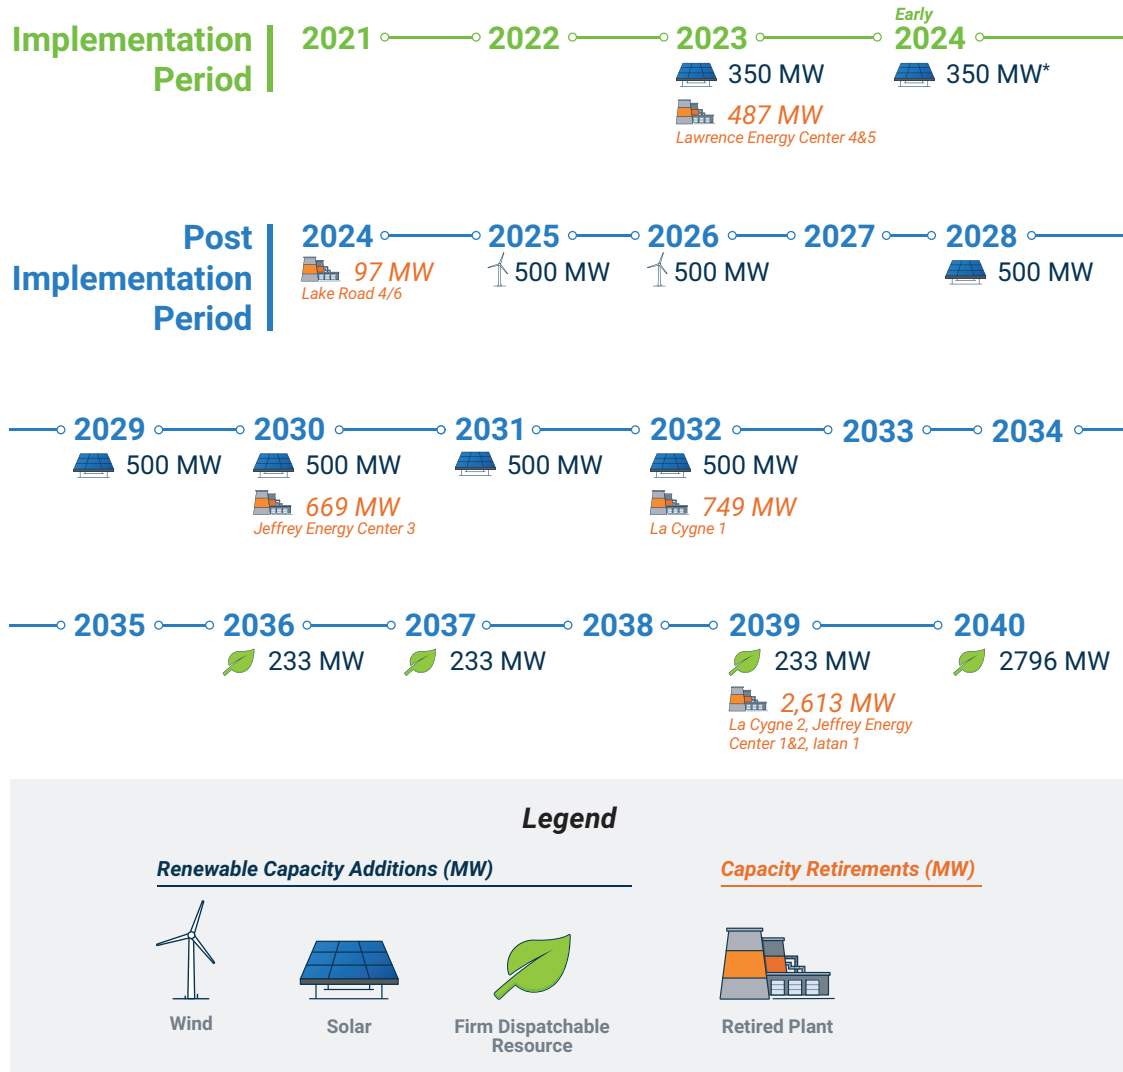 Implementation
Period
2021
2022
2023
350 MW
487 MW
Lawrence Energy Center 4&5
Early
2024
350 MW*
Post
Implementation
Period
2024
97 MW
Lake Road 4/6
2025
500 MW
2026
500 MW
2027
2028
500 MW
2029
500 MW
2030
500 MW
669 MW
Jeffrey Energy Center 3
2031
500 MW
2032
500 MW
749 MW
La Cygne 1
2033
2034
2035
2036
233 MW
2037
233 MW
2038
2039
233 MW
2,613 MW
La Cygne 2, Jeffrey Energy
Center 1&2, Iatan 1
2040
2796 MW
Legend
Renewable Capacity Additions (MW)
Wind
Solar
Firm Dispatchable
Resource
Capacity Retirements (MW)
Retired Plant